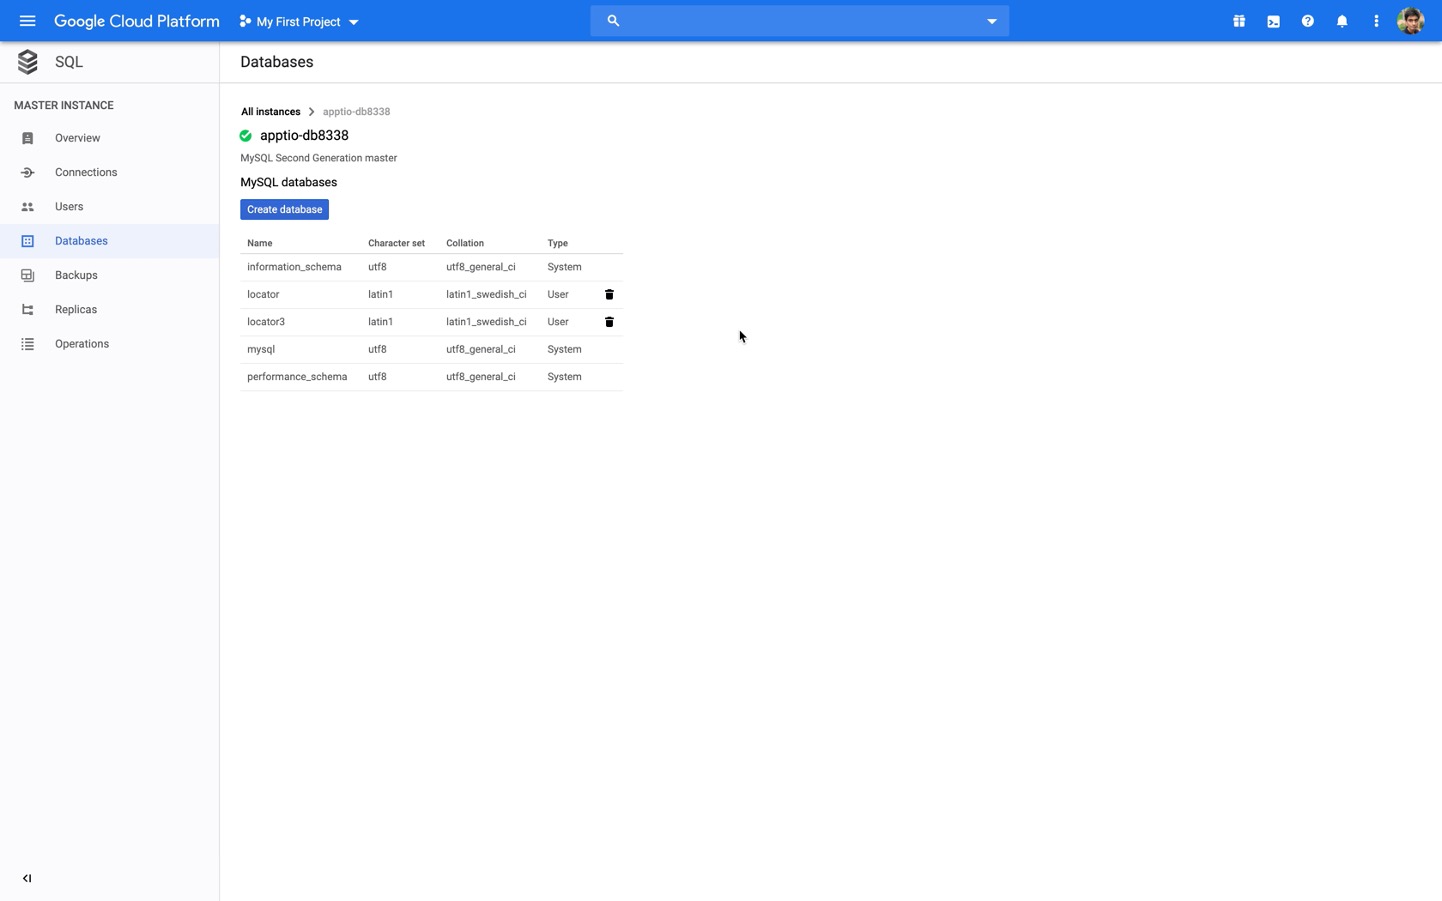 Google Cloud Platform
My First Project
SQL
Databases
MASTER INSTANCE
Overview
Connections
Users
Databases
Backups
Replicas
Operations
All instances apptio-db8338
apptio-db8338
MySQL Second Generation master
MySQL databases
Create database
Name Character set Collation Type
information_schema utf8 utf8_general_ci System
locator latin1 latin1_swedish_ci User
locator3 latin1 latin1_swedish_ci User
mysql utf8 utf8_general_ci System
performance_schema utf8 utf8_general_ci System